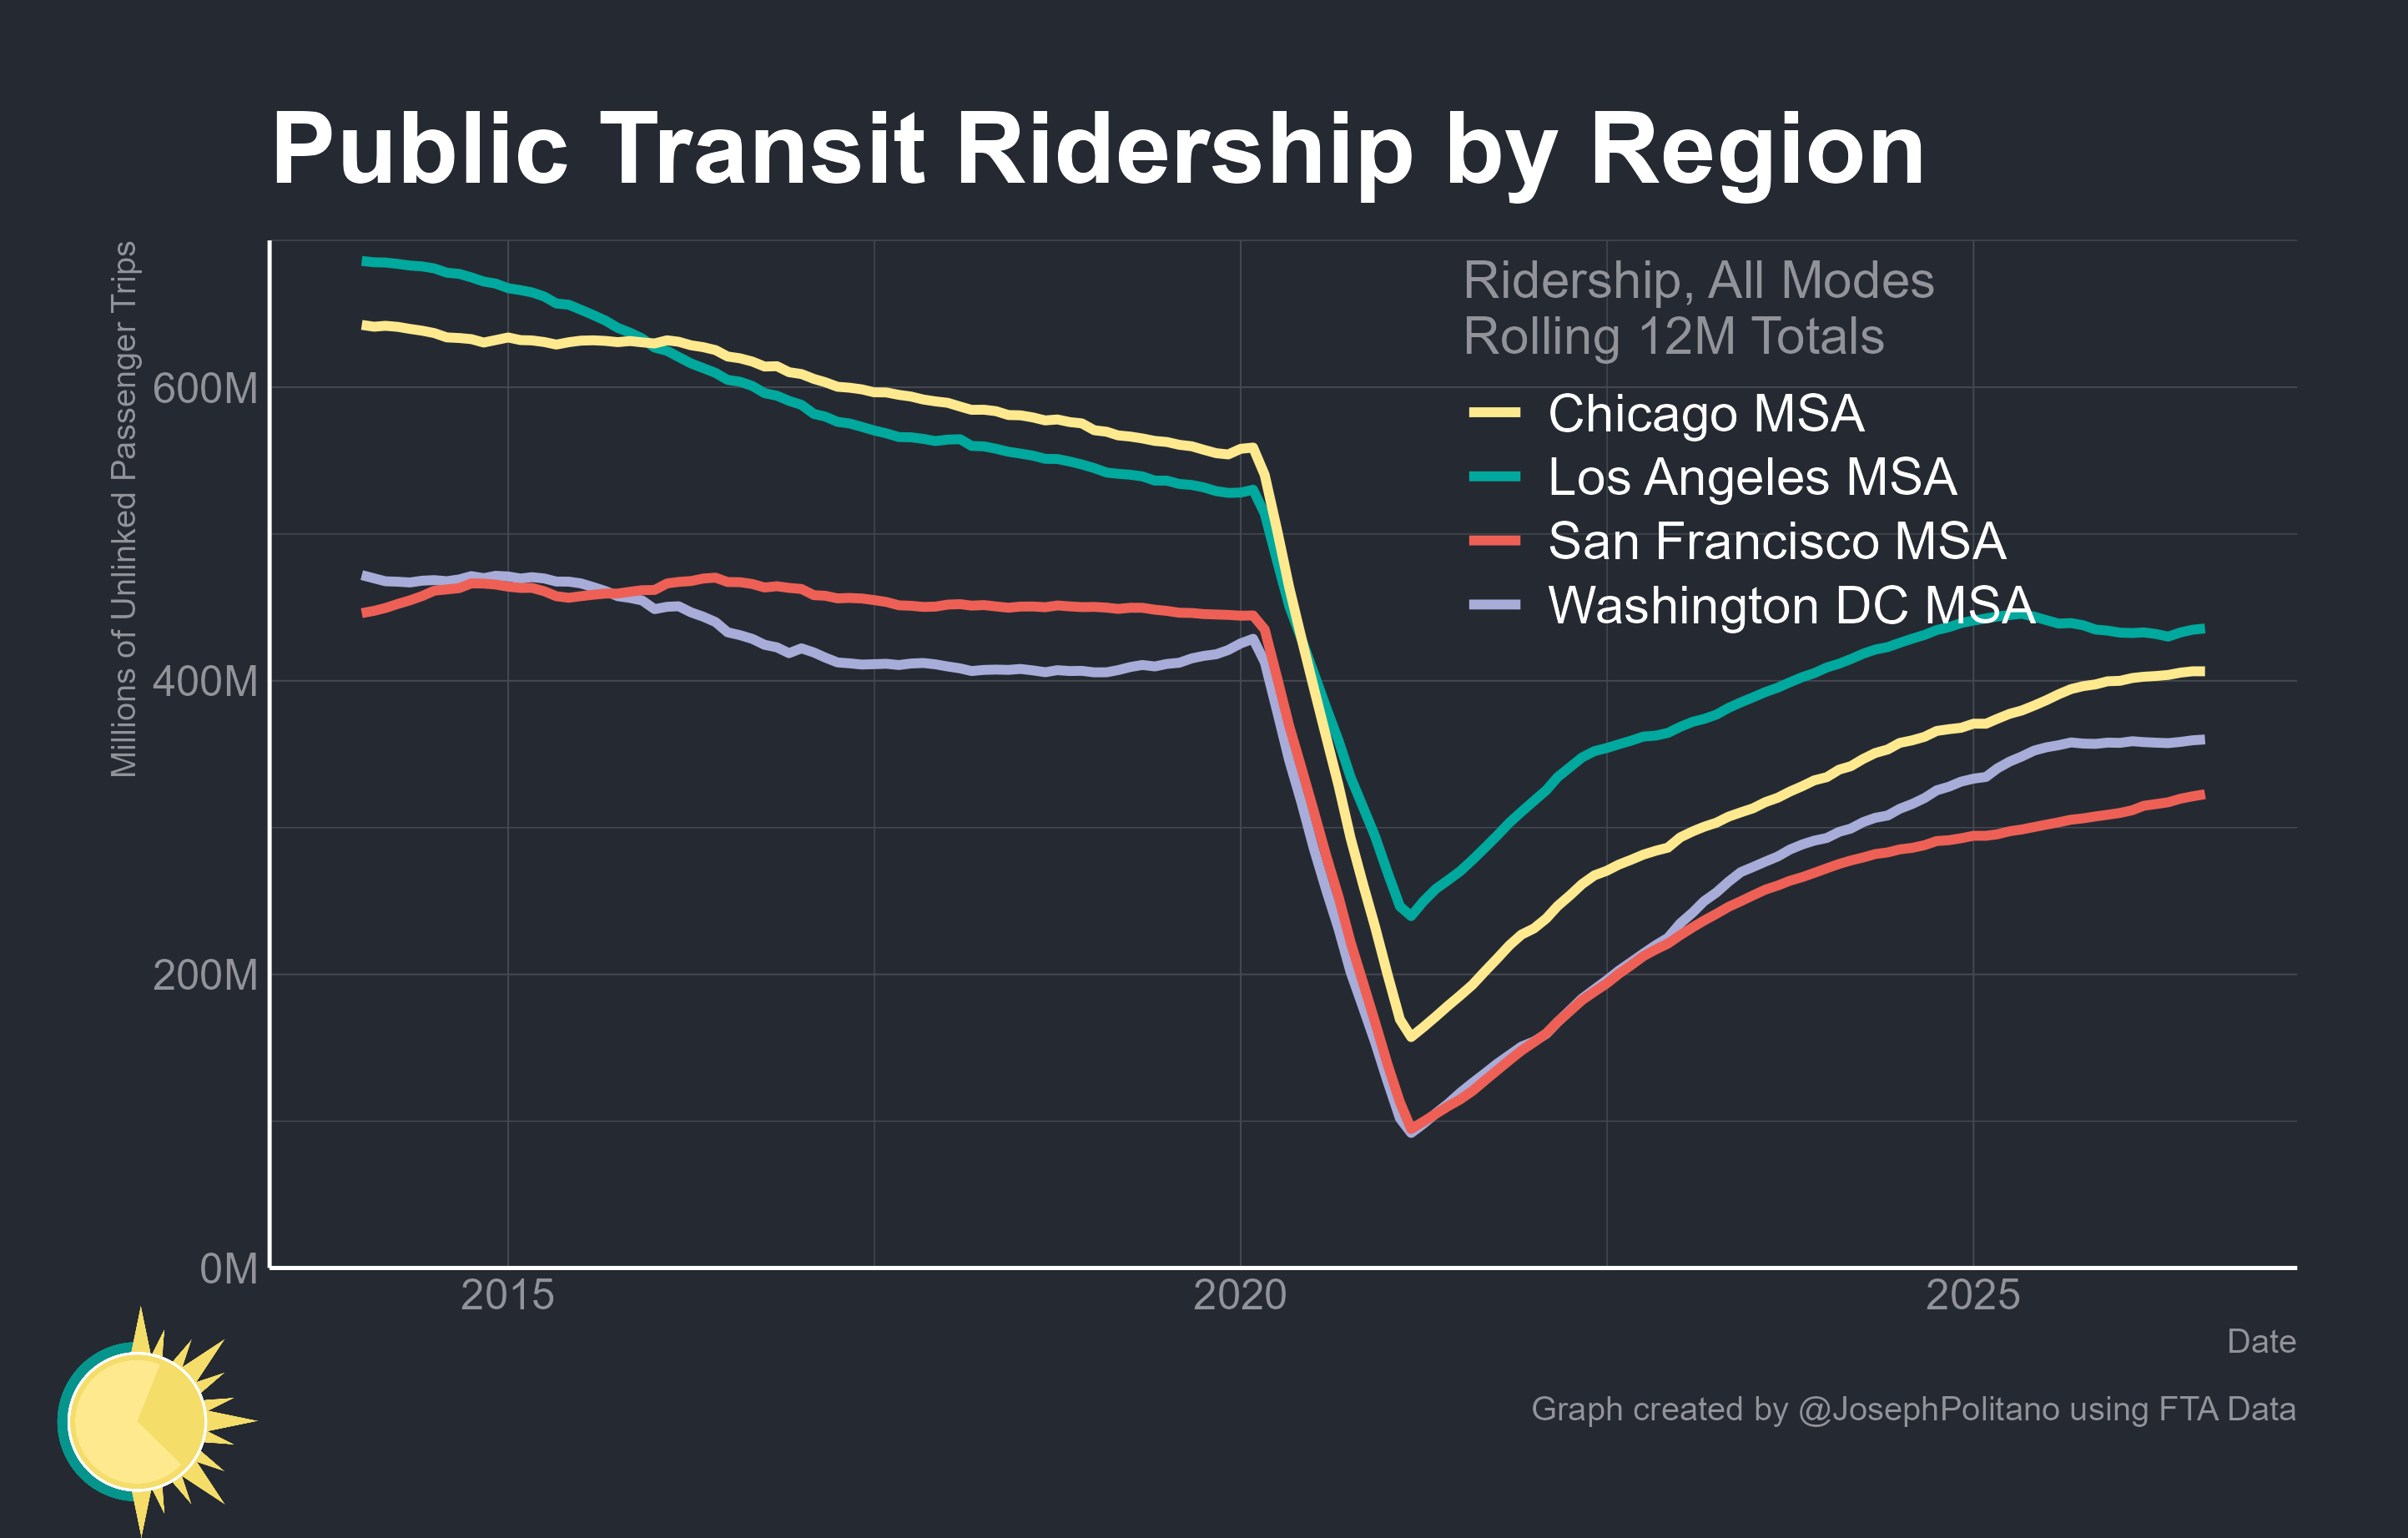 Public Transit Ridership by Region
Millions of Unlinked Passenger Trips
Ridership, All Modes
Rolling 12M Totals
Chicago MSA
Los Angeles MSA
San Francisco MSA
Washington DC MSA
600M
400M
200M
0M
2015
2020
2025
Date
Graph created by @JosephPolitano using FTA Data